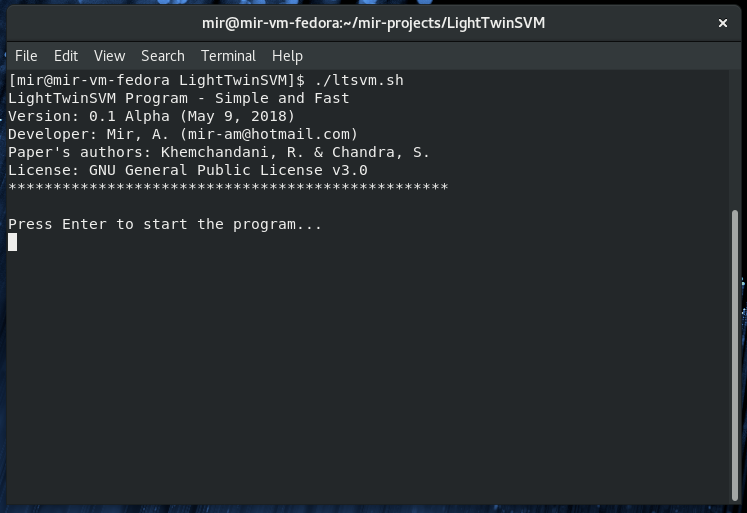 mir@mir-vm-fedora:~/mir-projects/LightTwinSVM ×
File Edit View Search Terminal Help
[mir@mir-vm-fedora LightTwinSVM]$ ./ltsvm.sh
LightTwinSVM Program - Simple and Fast
Version: 0.1 Alpha (May 9, 2018)
Developer: Mir, A. (mir-am@hotmail.com)
Paper's authors: Khemchandani, R. & Chandra, S.
License: GNU General Public License v3.0
*************************************************
Press Enter to start the program...